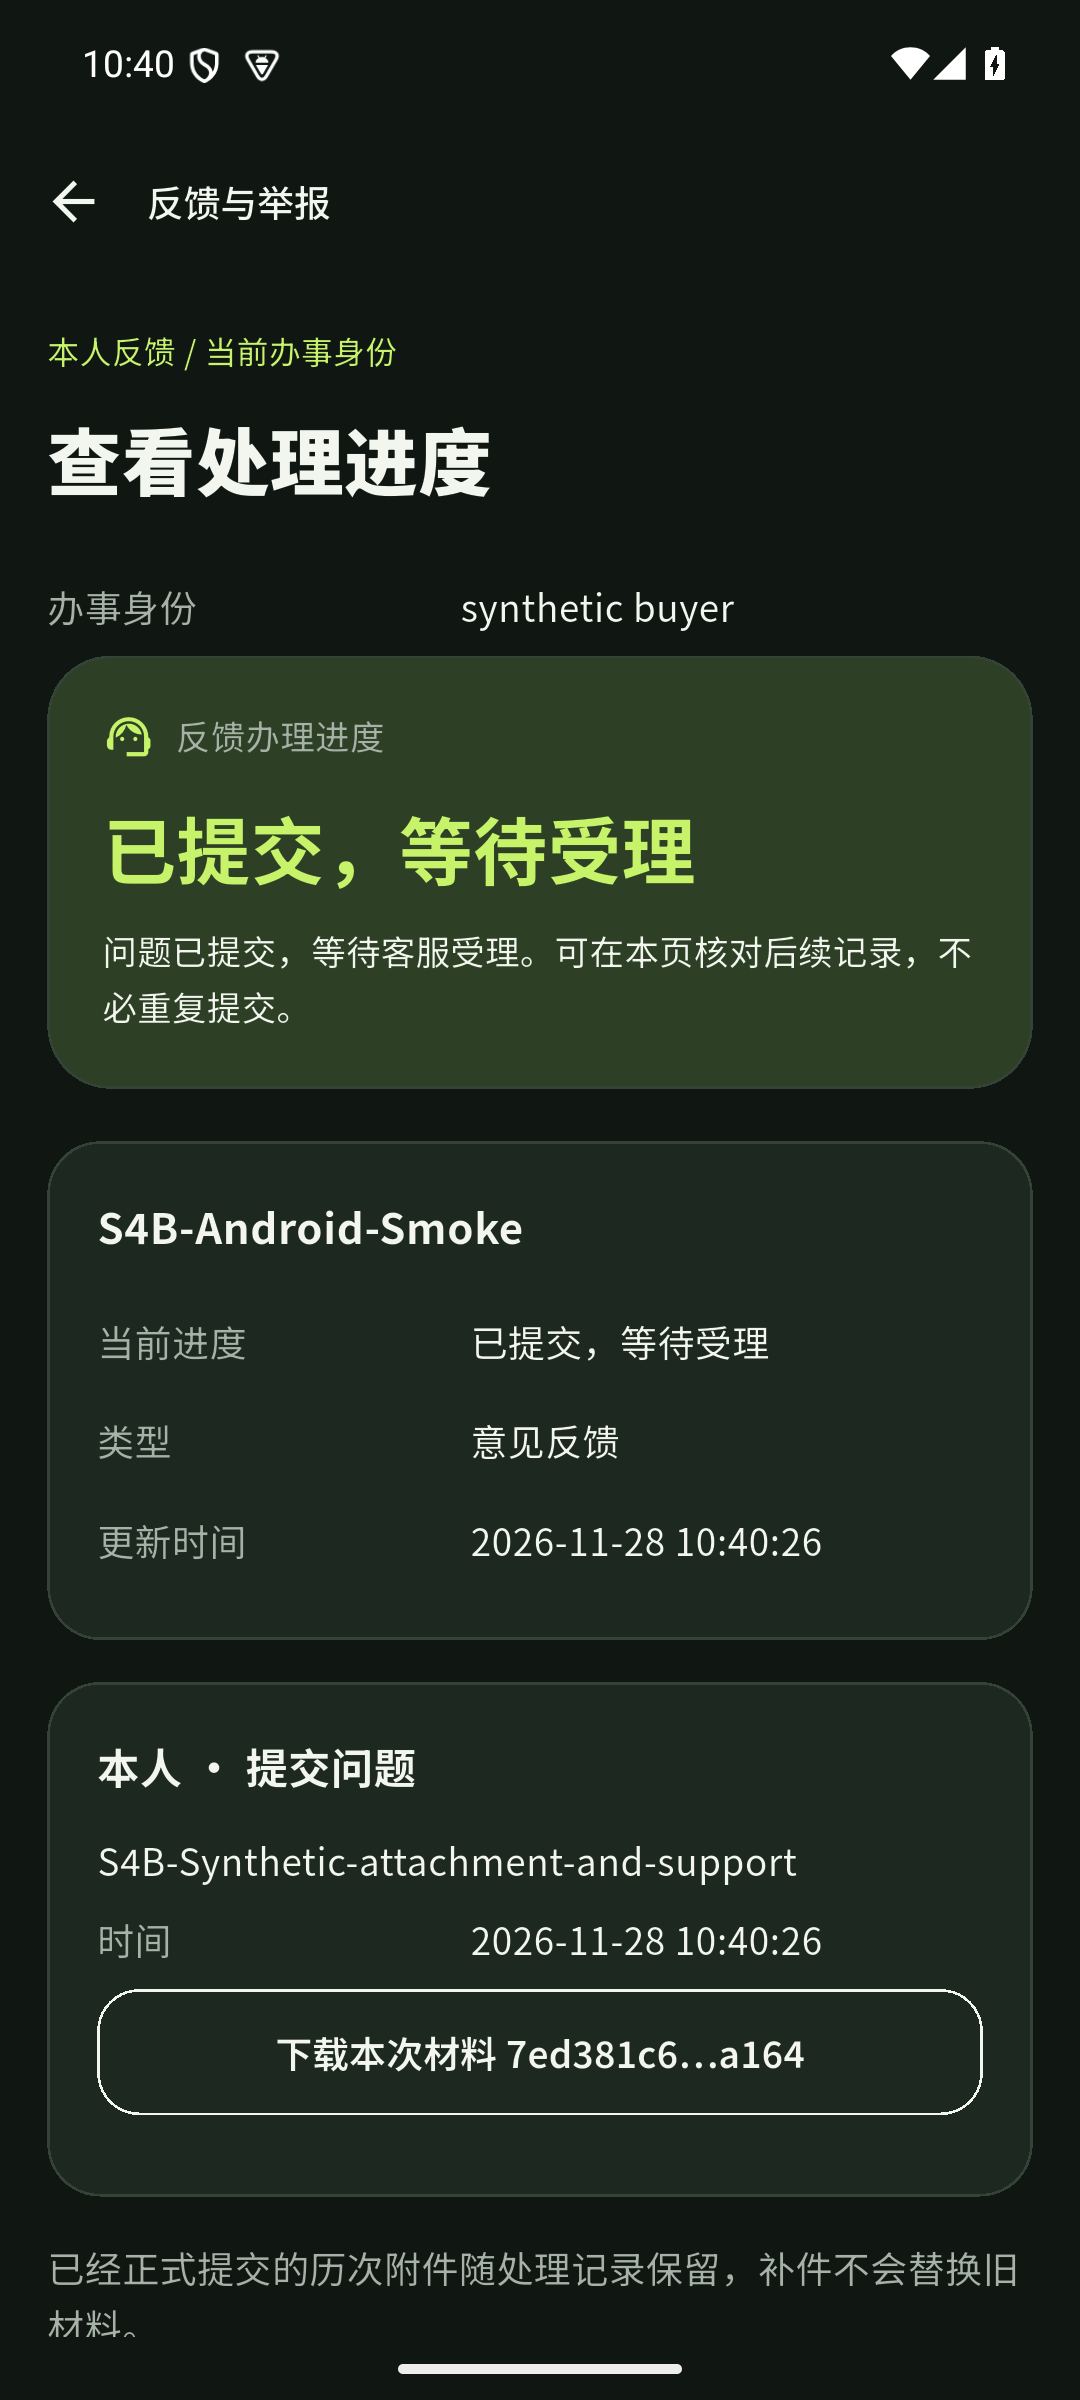 10:40
反馈与举报
本人反馈 / 当前办事身份
查看处理进度
办事身份 synthetic buyer
反馈办理进度
已提交，等待受理
问题已提交，等待客服受理。可在本页核对后续记录，不
必重复提交。
S4B-Android-Smoke
当前进度 已提交，等待受理
类型 意见反馈
更新时间 2026-11-28 10:40:26
本人 · 提交问题
S4B-Synthetic-attachment-and-support
时间 2026-11-28 10:40:26
下载本次材料 7ed381c6...a164
已经正式提交的历次附件随处理记录保留，补件不会替换旧
材料。